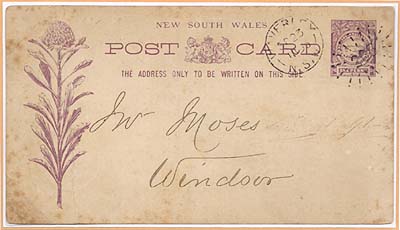 NEW SOUTH WALES
POST CARD
THE ADDRESS ONLY TO BE WRITTEN ON THIS SIDE
Mr Moses
Windsor